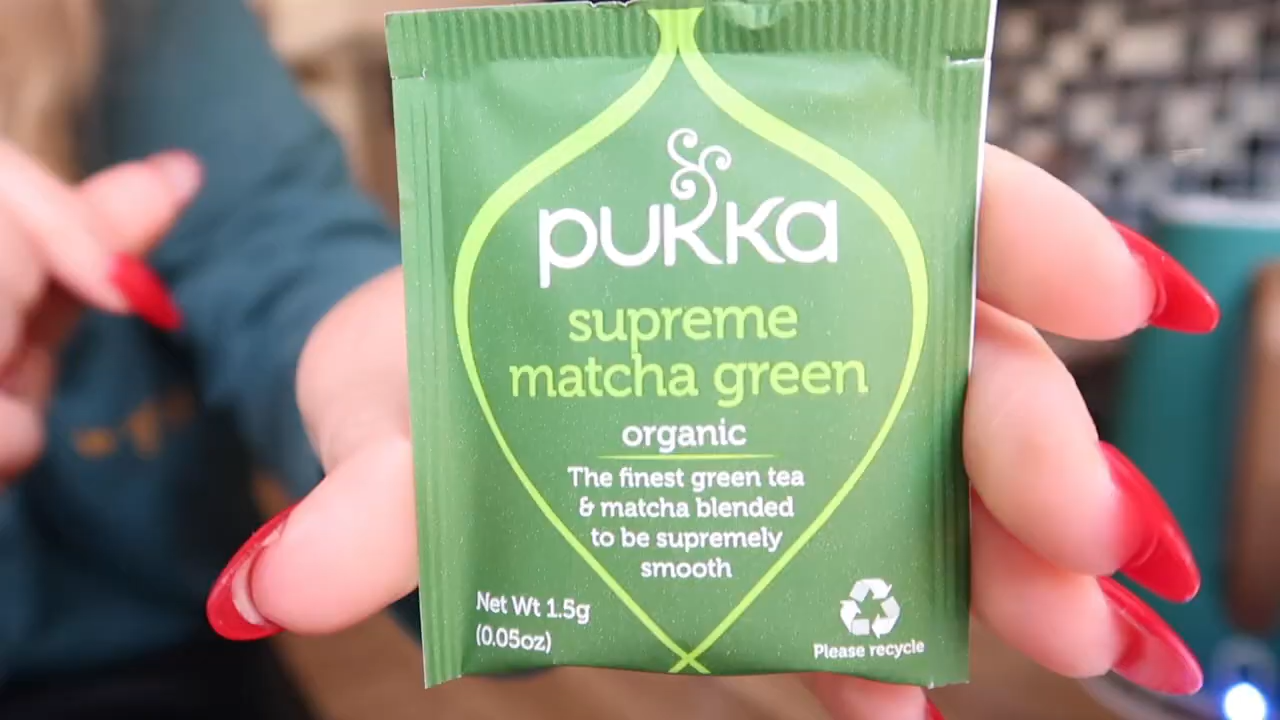 pukka
supreme
matcha green
organic
The finest green tea
& matcha blended
to be supremely
smooth
Net Wt 1.5g
(0.05oz)
Please recycle